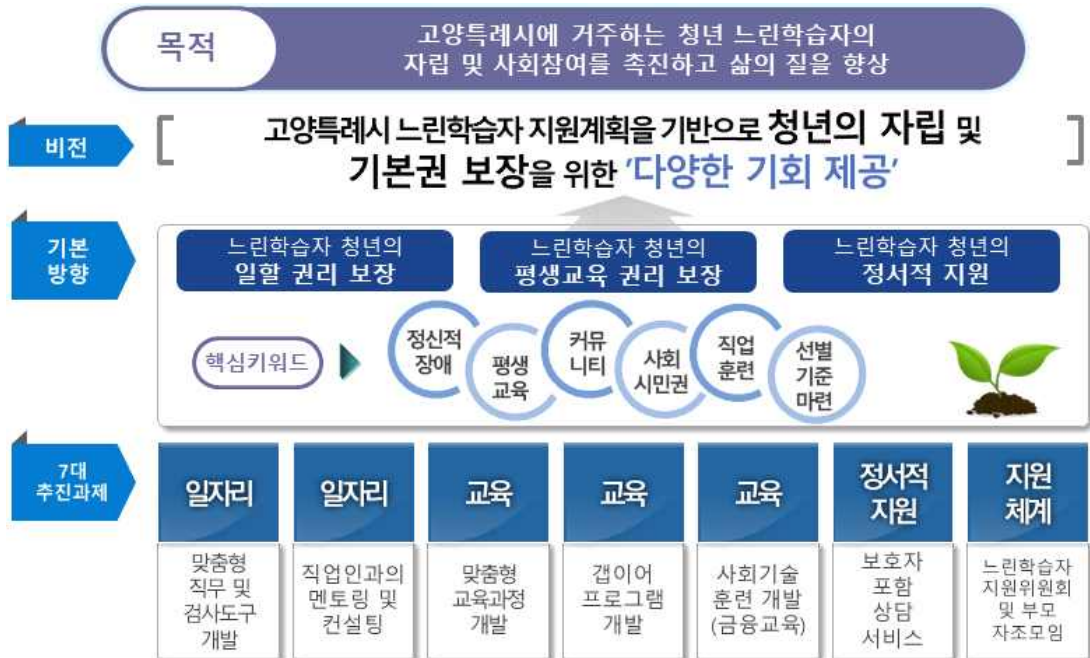 목적
고양특례시에 거주하는 청년 느린학습자의
자립 및 사회참여를 촉진하고 삶의 질을 향상
비전
고양특례시 느린학습자 지원계획을 기반으로 청년의 자립 및
기본권 보장을 위한 '다양한 기회 제공'
기본
방향
느린학습자 청년의
일할 권리 보장
느린학습자 청년의
평생교육 권리 보장
느린학습자 청년의
정서적 지원
핵심키워드
정신적
장애
평생
교육
커뮤
니티
사회
시민권
직업
훈련
선별
기준
마련
7대
추진과제
일자리
맞춤형
직무 및
검사도구
개발
일자리
직업인과의
멘토링 및
컨설팅
교육
맞춤형
교육과정
개발
교육
갭이어
프로그램
개발
교육
사회기술
훈련 개발
(금융교육)
정서적
지원
보호자
포함
상담
서비스
지원
체계
느린학습자
지원위원회
및 부모
자조모임